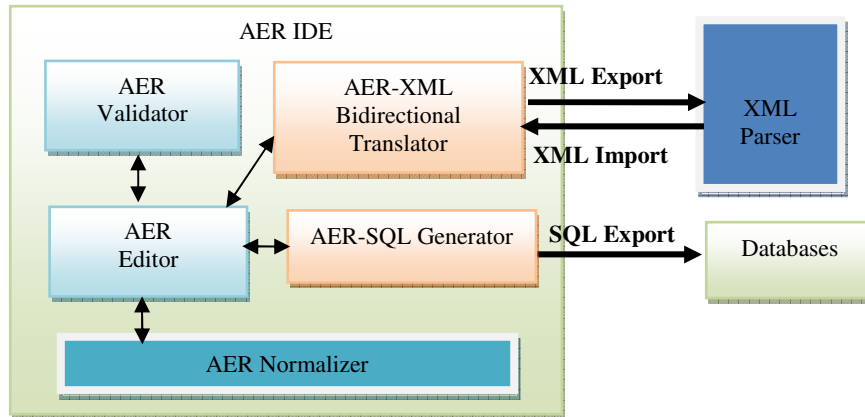 AER IDE
AER
Validator
AER-XML
Bidirectional
Translator
XML Export
XML Import
XML
Parser
AER
Editor
AER-SQL Generator
SQL Export
Databases
AER Normalizer